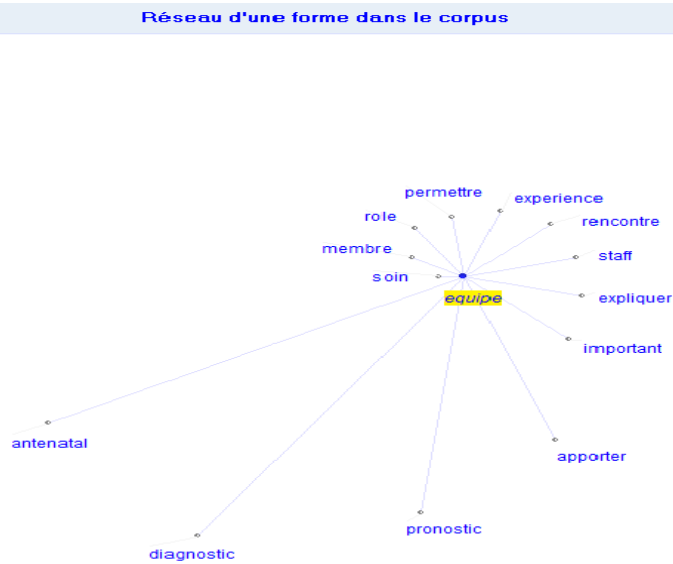 Réseau d'une forme dans le corpus
permettre
experience
role
rencontre
membre
staff
soin
equipe
expliquer
important
antenatal
apporter
pronostic
diagnostic